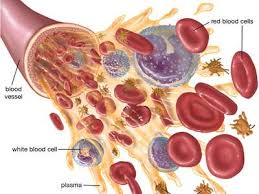 red blood cells
blood
vessel
white blood cell
plasma